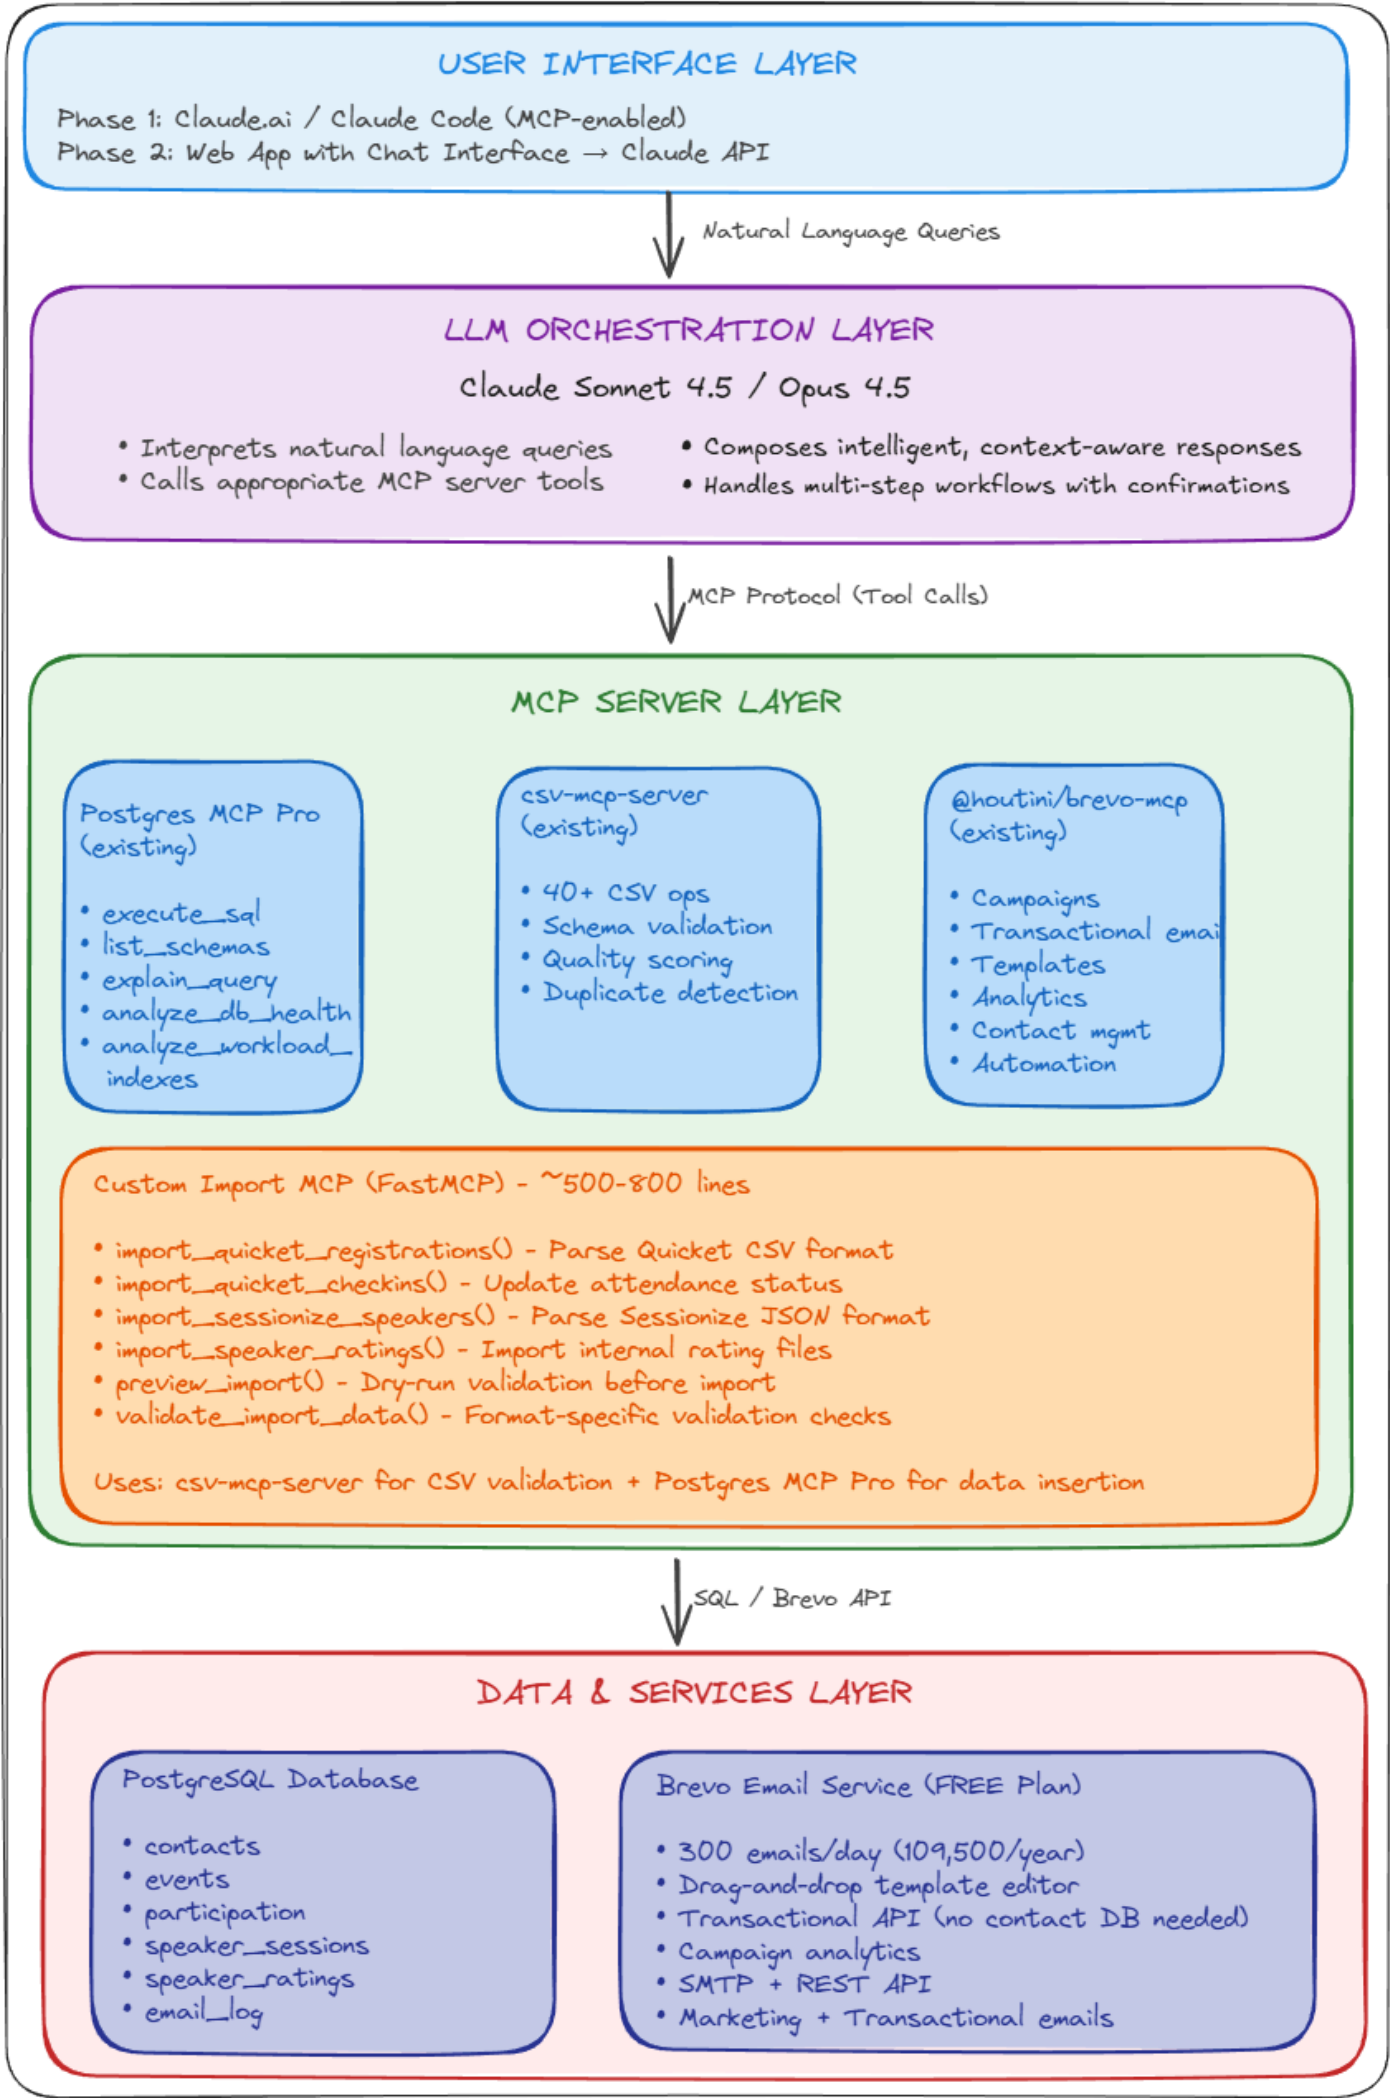 USER INTERFACE LAYER
Phase 1: Claude.ai / Claude Code (MCP-enabled)
Phase 2: Web App with Chat Interface → Claude API
Natural Language Queries
LLM ORCHESTRATION LAYER
Claude Sonnet 4.5 / Opus 4.5
• Interprets natural language queries
• Calls appropriate MCP server tools
• Composes intelligent, context-aware responses
• Handles multi-step workflows with confirmations
MCP Protocol (Tool Calls)
MCP SERVER LAYER
Postgres MCP Pro
(existing)
• execute_sql
• list_schemas
• explain_query
• analyze_db_health
• analyze_workload_
indexes
csv-mcp-server
(existing)
• 40+ CSV ops
• Schema validation
• Quality scoring
• Duplicate detection
@houtini/brevo-mcp
(existing)
• Campaigns
• Transactional emai
• Templates
• Analytics
• Contact mgmt
• Automation
Custom Import MCP (FastMCP) - ~500-800 lines
• import_quicket_registrations() - Parse Quicket CSV format
• import_quicket_checkins() - Update attendance status
• import_sessionize_speakers() - Parse Sessionize JSON format
• import_speaker_ratings() - Import internal rating files
• preview_import() - Dry-run validation before import
• validate_import_data() - Format-specific validation checks
Uses: csv-mcp-server for CSV validation + Postgres MCP Pro for data insertion
SQL / Brevo API
DATA & SERVICES LAYER
PostgreSQL Database
• contacts
• events
• participation
• speaker_sessions
• speaker_ratings
• email_log
Brevo Email Service (FREE Plan)
• 300 emails/day (109,500/year)
• Drag-and-drop template editor
• Transactional API (no contact DB needed)
• Campaign analytics
• SMTP + REST API
• Marketing + Transactional emails